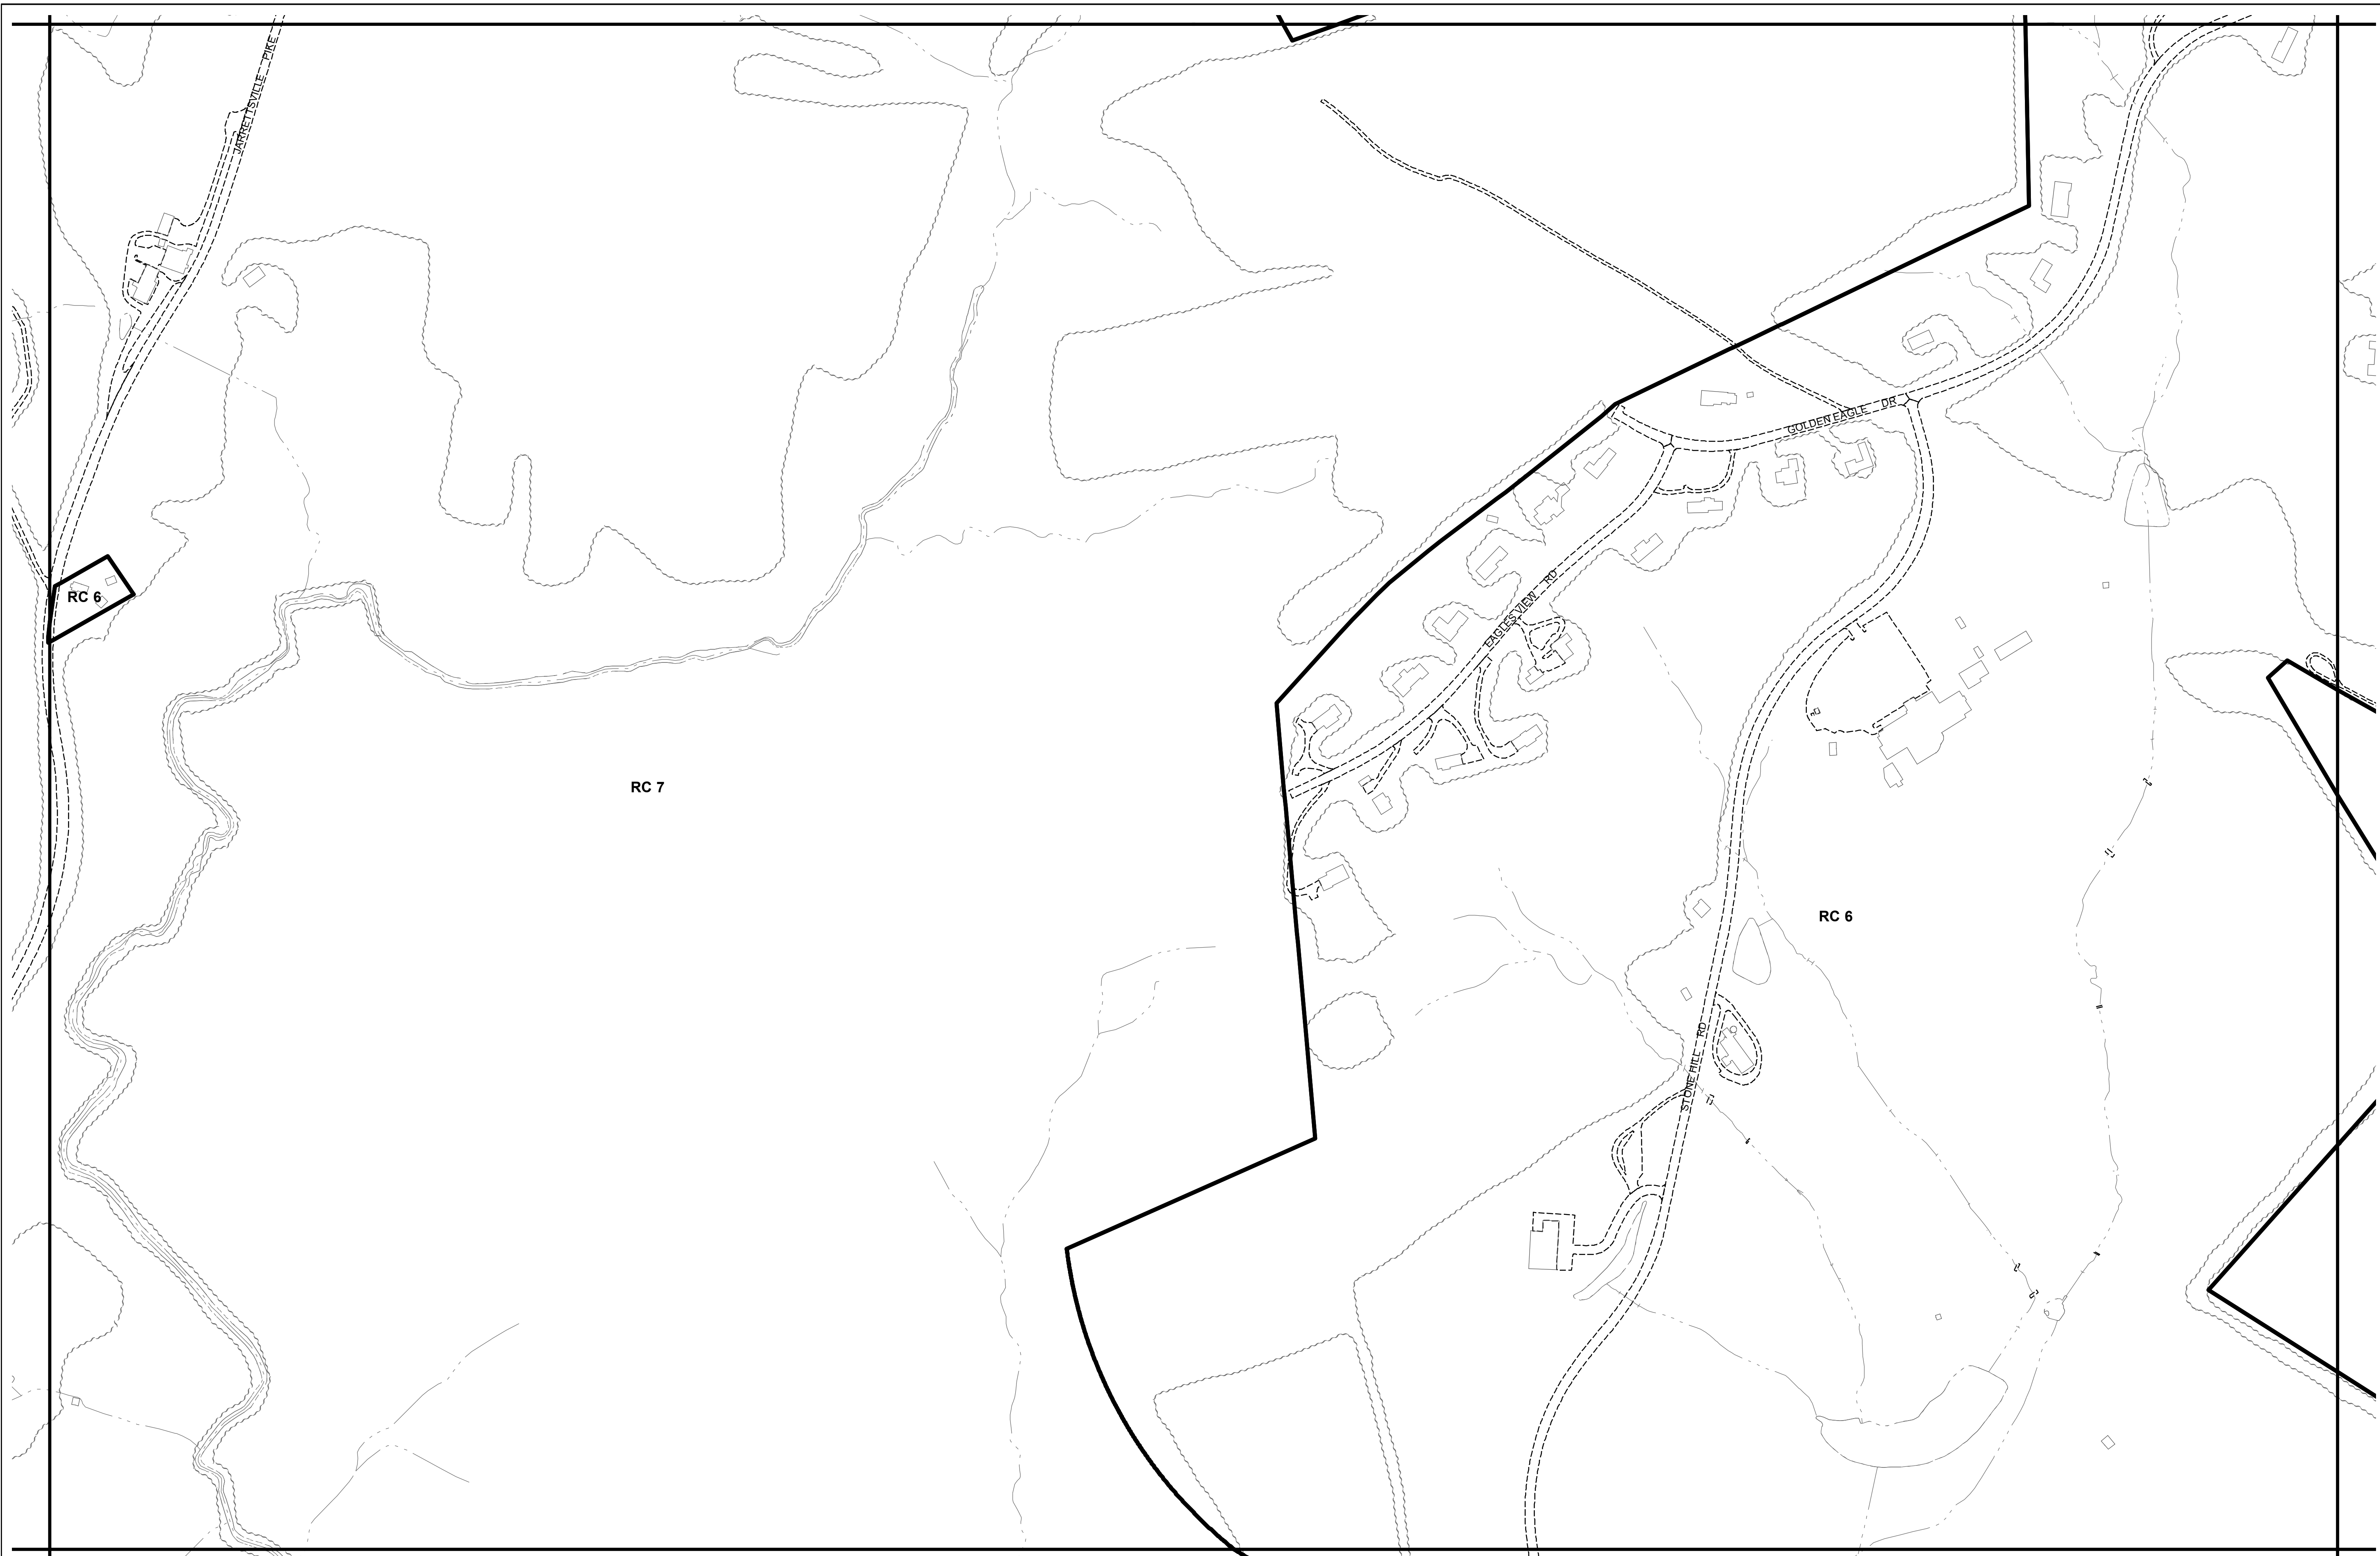 JARRETTSVILLE PIKE
GOLDEN EAGLE DR
EAGLES VIEW RD
RC 6
RC 7
RC 6
STONE HILL RD